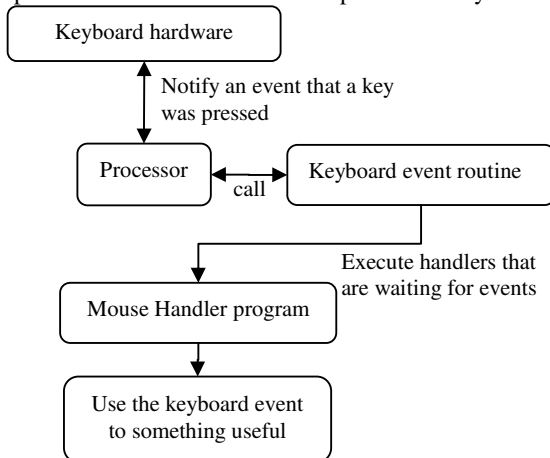 Keyboard hardware
Notify an event that a key
was pressed
Processor
call
Keyboard event routine
Execute handlers that
are waiting for events
Mouse Handler program
Use the keyboard event
to something useful